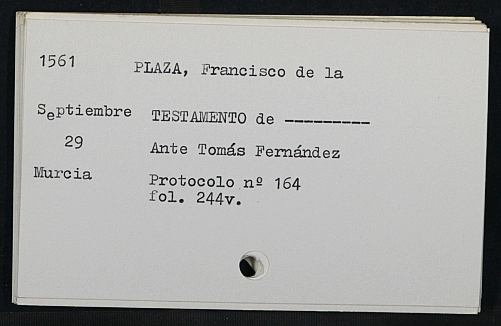 1561 PLAZA, Francisco de la
Septiembre TESTAMENTO de ---------
29 Ante Tomás Fernández
Murcia Protocolo nº 164
fol. 244v.